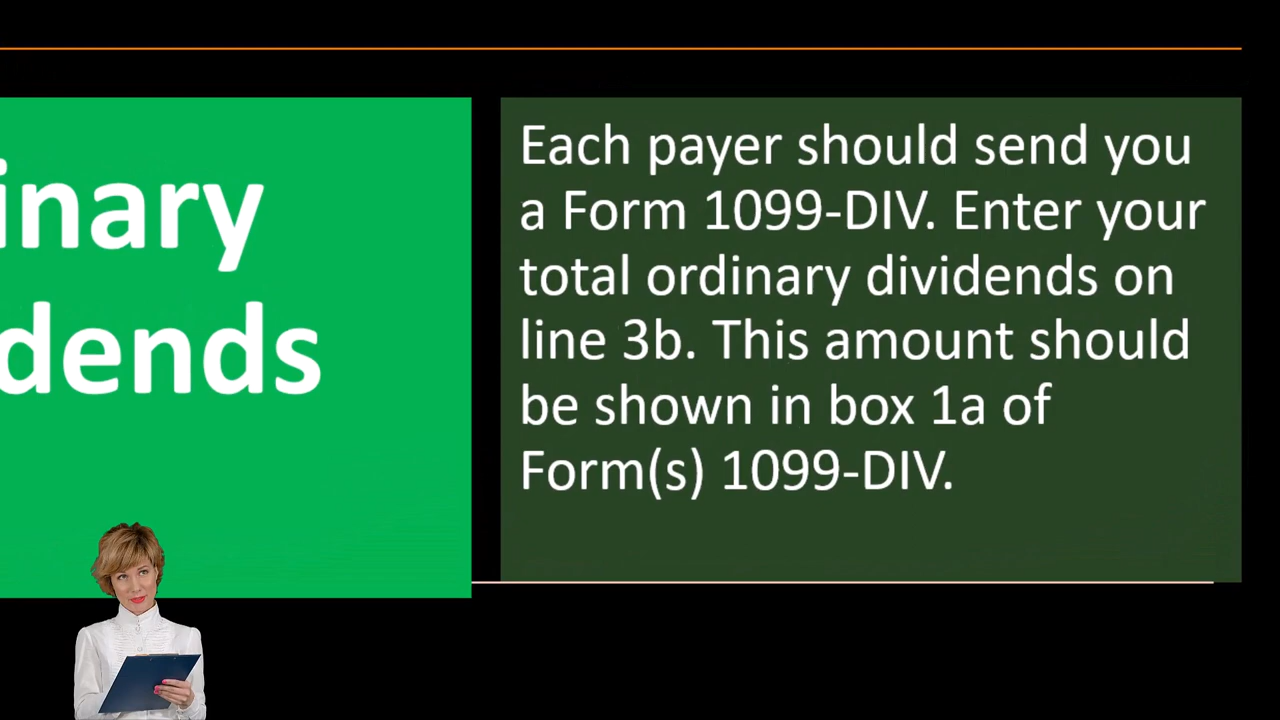 inary
dends
Each payer should send you
a Form 1099-DIV. Enter your
total ordinary dividends on
line 3b. This amount should
be shown in box 1a of
Form(s) 1099-DIV.